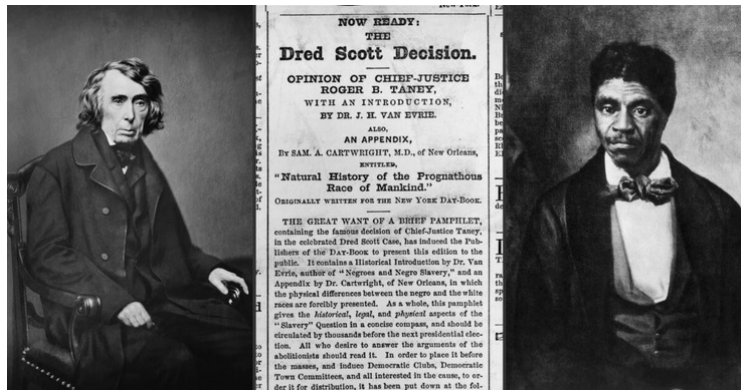 NOW READY:
THE
Dred Scott Decision.
OPINION OF CHIEF-JUSTICE
ROGER B. TANEY,
WITH AN INTRODUCTION,
BY DR. J. H. VAN EVRIE.
ALSO,
AN APPENDIX,
BY SAM. A. CARTWRIGHT, M.D., of New Orleans,
ENTITLED,
"Natural History of the Prognathous
Race of Mankind."
ORIGINALLY WRITTEN FOR THE NEW YORK DAY-BOOK.
THE GREAT WANT OF A BRIEF PAMPHLET,
containing the famous decision of Chief-Justice Taney,
in the celebrated Dred Scott Case, has induced the Pub-
lishers of the DAY-BOOK to present this edition to the
public. It contains a Historical Introduction by Dr. Van
Evrie, author of "Negroes and Negro Slavery," and an
Appendix by Dr. Cartwright, of New Orleans, in which
the physical differences between the negro and the white
races are forcibly presented. As a whole, this pamphlet
gives the historical, legal, and physical aspects of the
"Slavery" Question in a concise compass, and should be
circulated by thousands before the next presidential elec-
tion. All who desire to answer the arguments of the
abolitionists should read it. In order to place it before
the masses, and induce Democratic Clubs, Democratic
Town Committees, and all interested in the cause, to or-
der it for distribution, it has been put down at the fol-